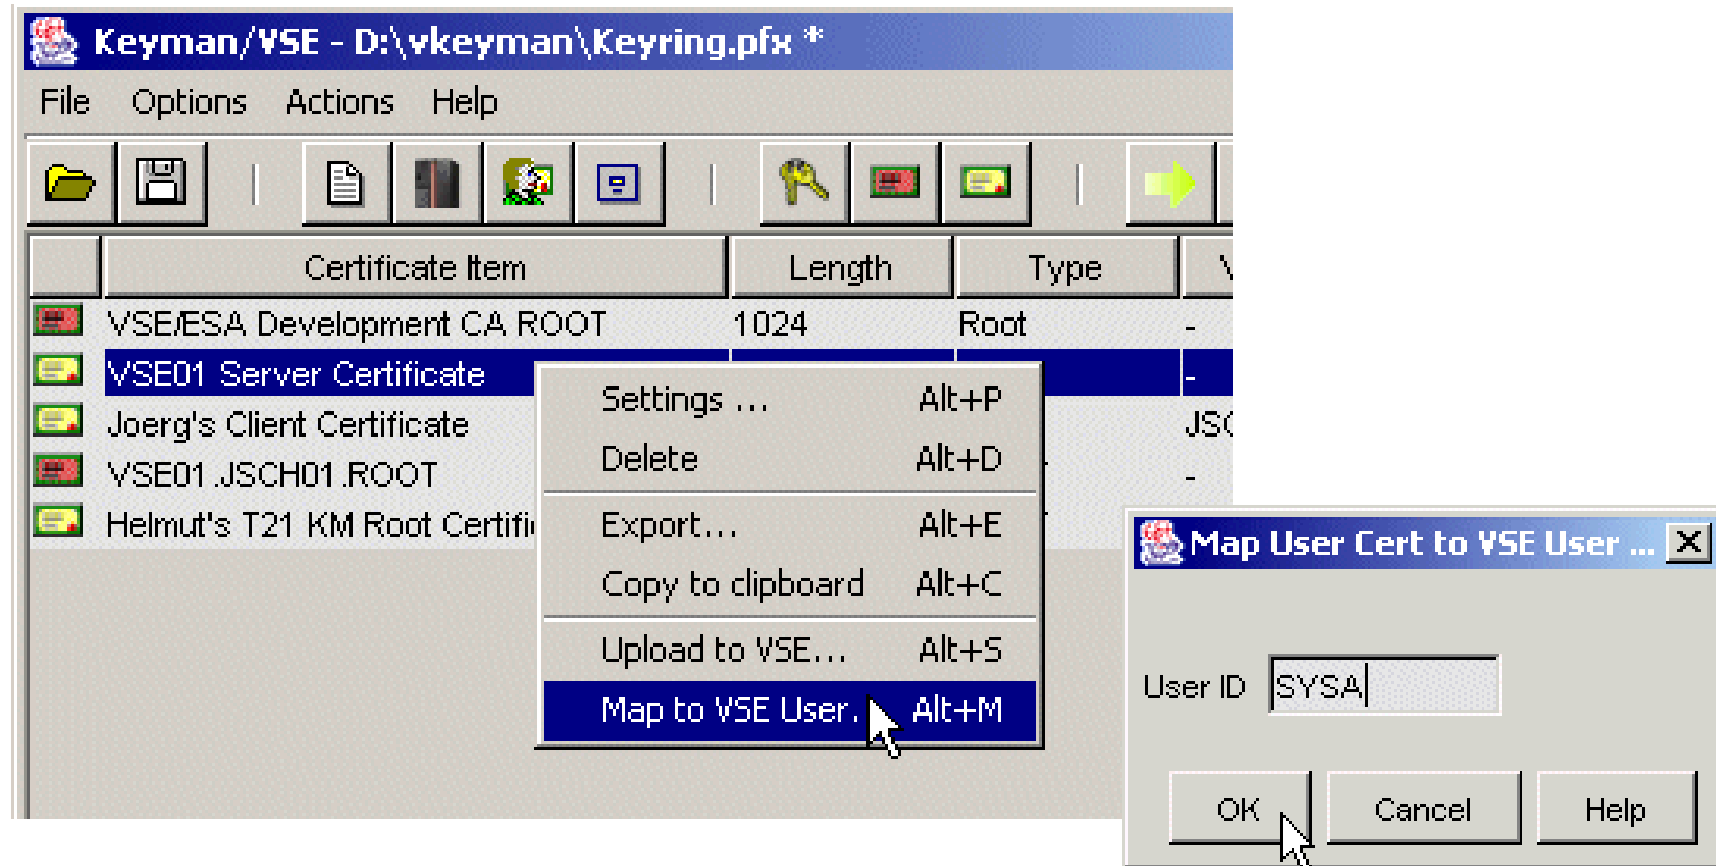 Keyman/VSE - D:\vkeyman\Keyring.pfx *
File Options Actions Help
Certificate Item Length Type
VSE/ESA Development CA ROOT 1024 Root -
VSE01 Server Certificate -
Joerg's Client Certificate
VSE01.JSCH01.ROOT -
Helmut's T21 KM Root
Settings ... Alt+P
Delete Alt+D
Export... Alt+E
Copy to clipboard Alt+C
Upload to VSE... Alt+S
Map to VSE User. Alt+M
Map User Cert to VSE User ...
User ID SYSA
OK Cancel Help